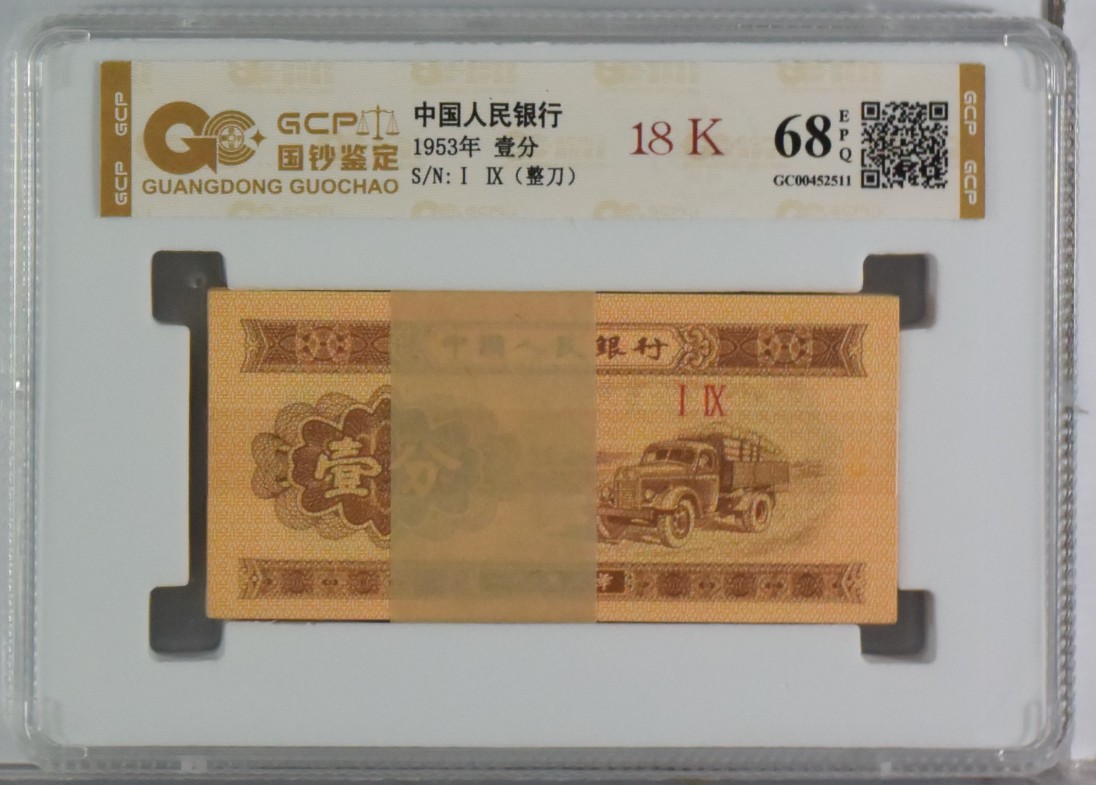 GCP
GCP
GCP
国钞鉴定
GUANGDONG GUOCHAO
中国人民银行
1953年 壹分
S/N: I IX（整刀）
18 K
68
EPQ
GC00452511
GCP
GCP
中國人民銀行
I IX
壹分